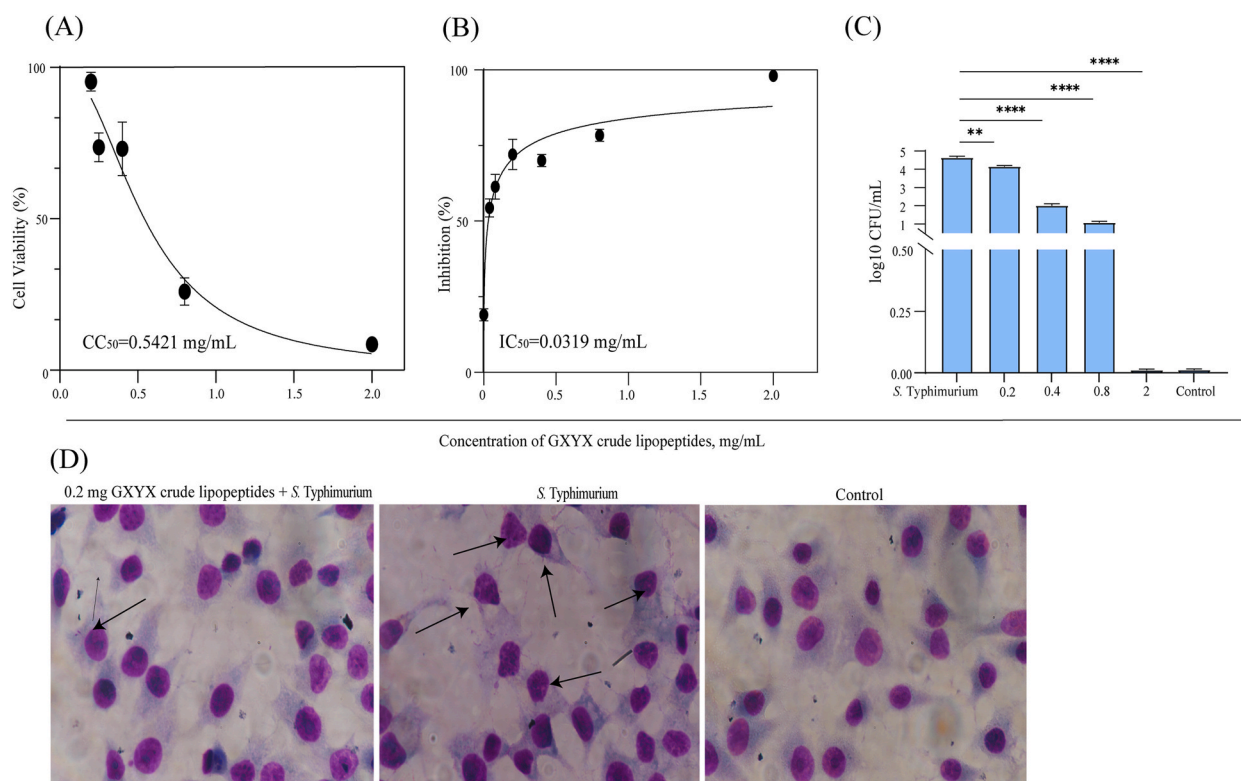 (A)
100
50
0
Cell Viability (%)
CC50=0.5421 mg/mL
0.0 0.5 1.0 1.5 2.0
(B)
100
50
0
Inhibition (%)
IC50=0.0319 mg/mL
0 0.5 1.0 1.5 2.0
(C)
****
****
****
**
5
4
3
2
1
0.50
0.25
0.00
log10 CFU/mL
S. Typhimurium 0.2 0.4 0.8 2 Control
Concentration of GXYX crude lipopeptides, mg/mL
(D)
0.2 mg GXYX crude lipopeptides + S. Typhimurium
S. Typhimurium
Control